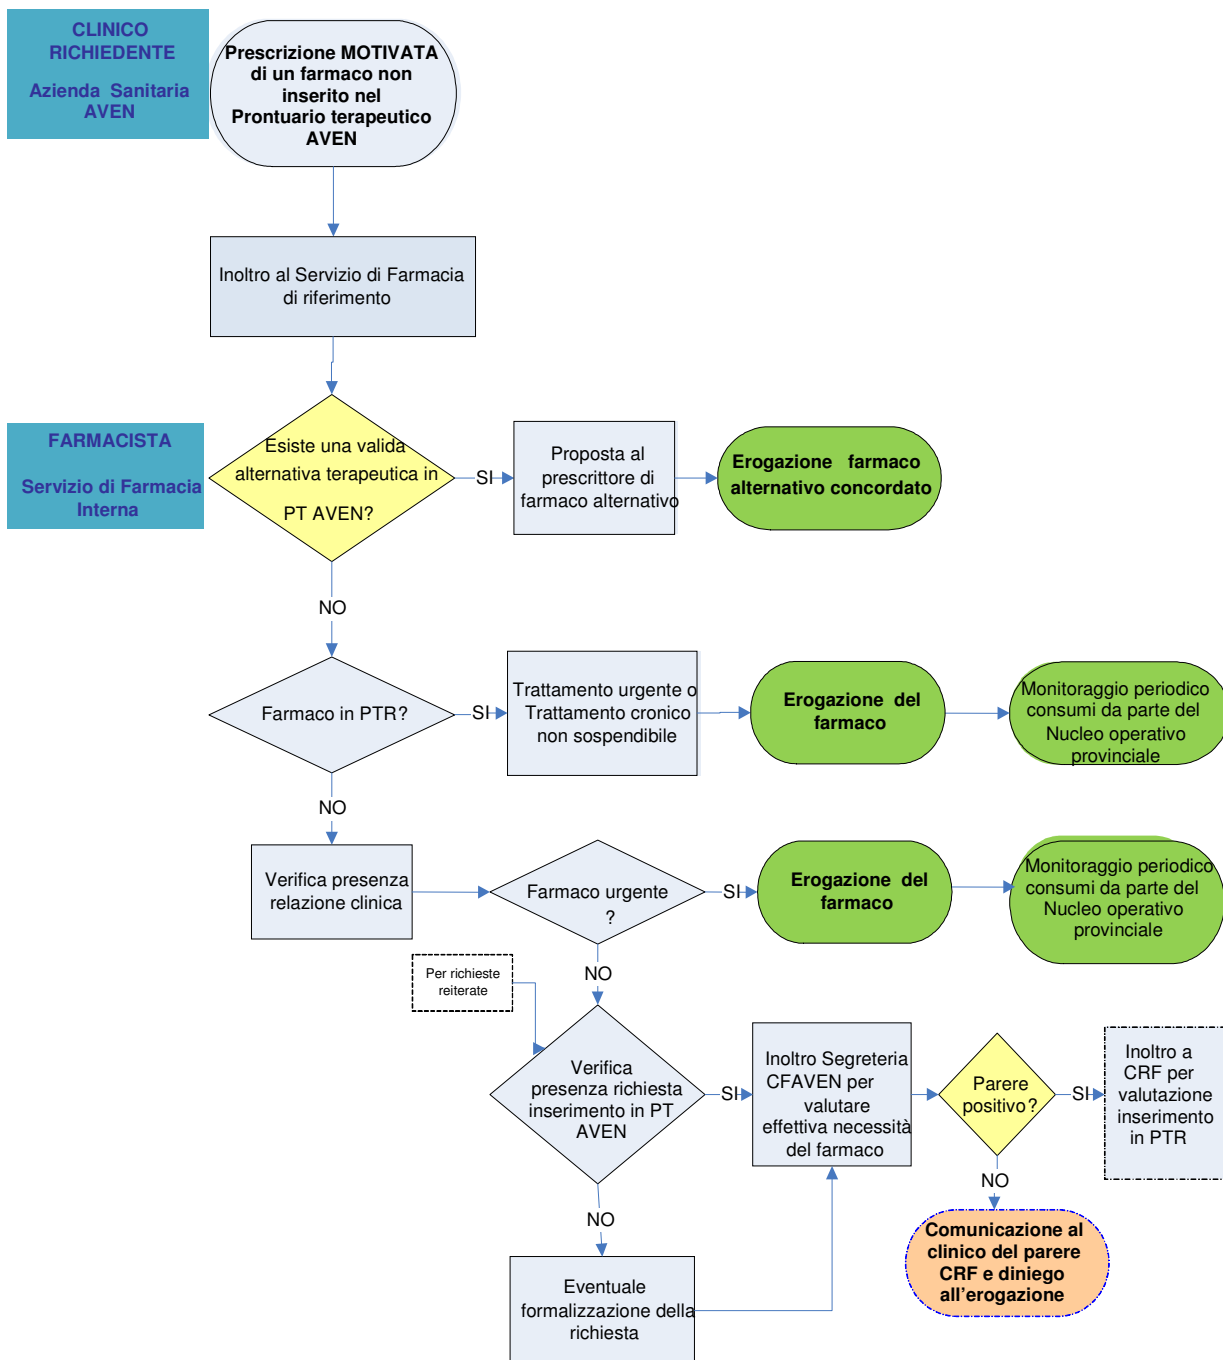 CLINICO
RICHIEDENTE
Azienda Sanitaria
AVEN
Prescrizione MOTIVATA
di un farmaco non
inserito nel
Prontuario terapeutico
AVEN
Inoltro al Servizio di Farmacia
di riferimento
FARMACISTA
Servizio di Farmacia
Interna
Esiste una valida
alternativa terapeutica in
PT AVEN?
SI
Proposta al
prescrittore di
farmaco alternativo
Erogazione farmaco
alternativo concordato
NO
Farmaco in PTR?
SI
Trattamento urgente o
Trattamento cronico
non sospendibile
Erogazione del
farmaco
Monitoraggio periodico
consumi da parte del
Nucleo operativo
provinciale
NO
Verifica presenza
relazione clinica
Farmaco urgente
?
SI
Erogazione del
farmaco
Monitoraggio periodico
consumi da parte del
Nucleo operativo
provinciale
NO
Per richieste
reiterate
Verifica
presenza richiesta
inserimento in PT
AVEN
SI
Inoltro Segreteria
CFAVEN per
valutare
effettiva necessità
del farmaco
Parere
positivo?
SI
Inoltro a
CRF per
valutazione
inserimento
in PTR
NO
Comunicazione al
clinico del parere
CRF e diniego
all'erogazione
NO
Eventuale
formalizzazione della
richiesta